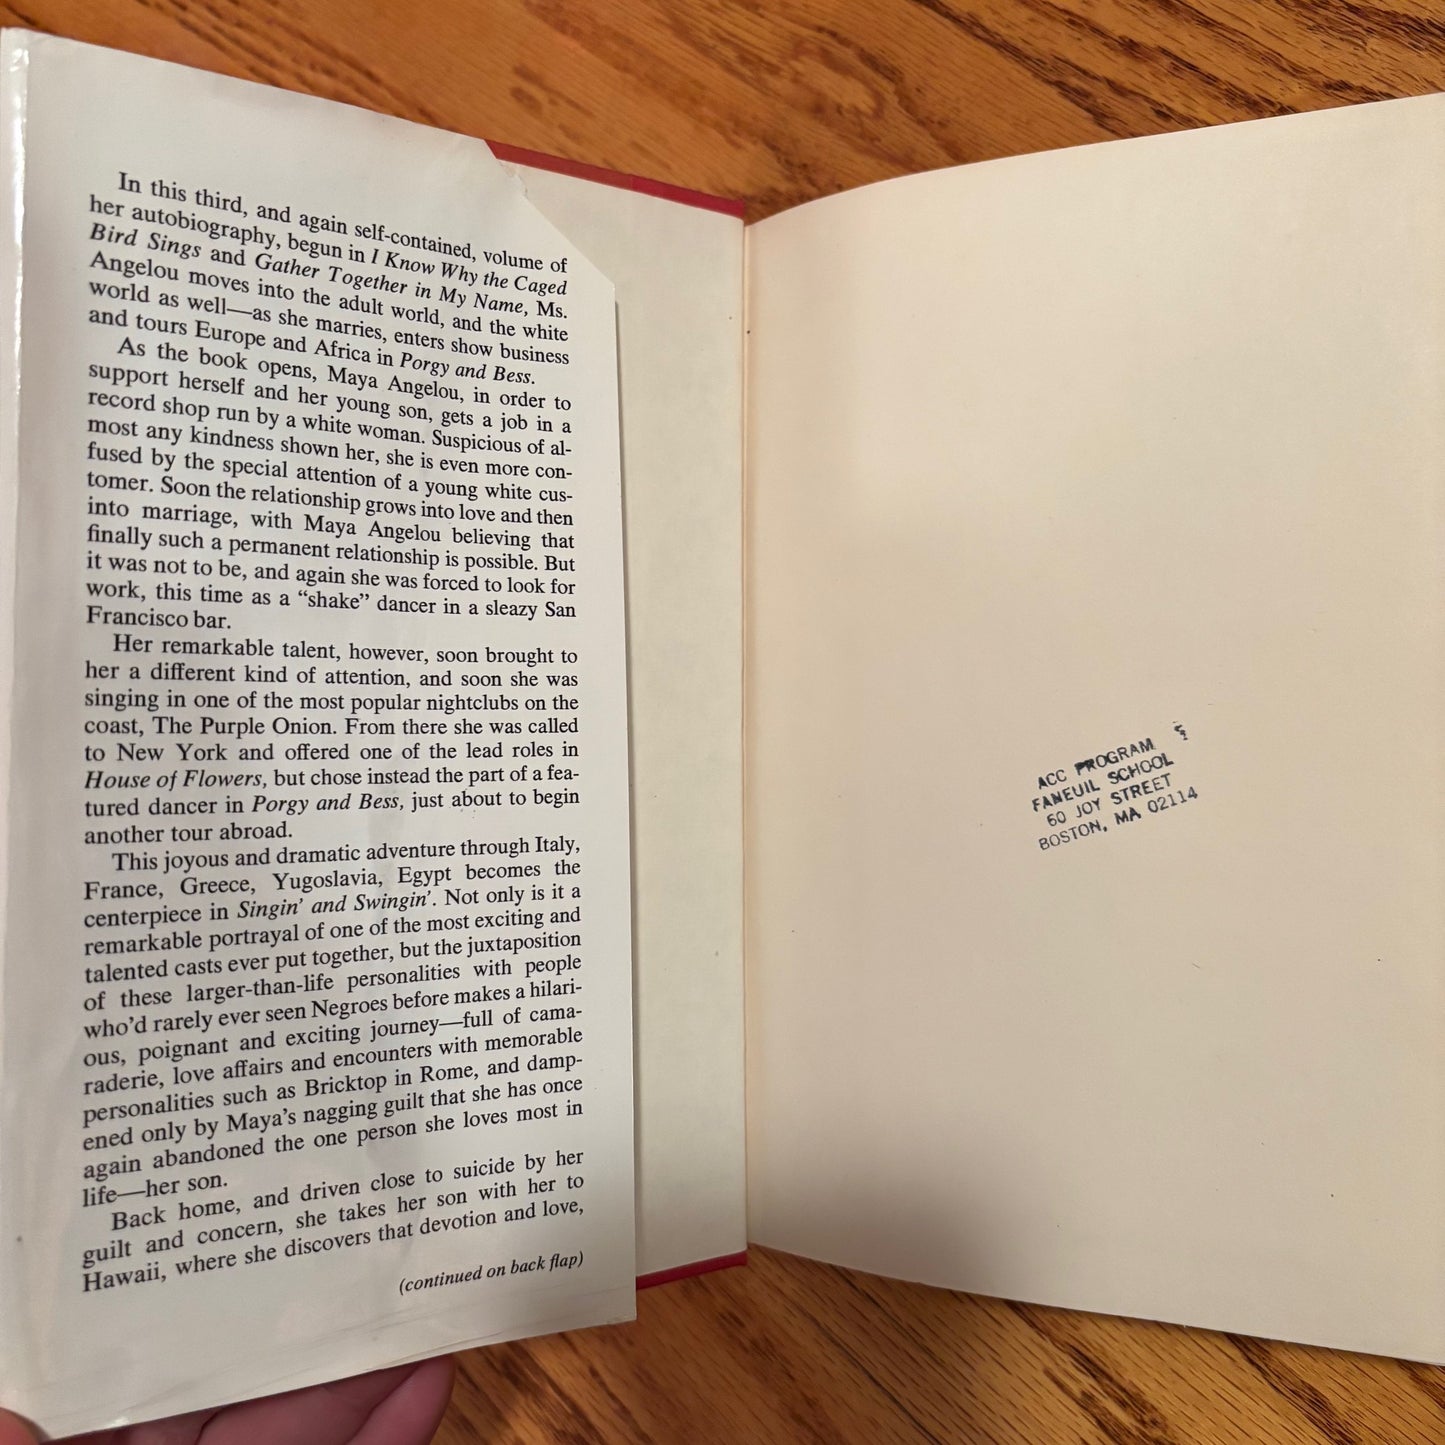 In this third, and again self-contained, volume of
her autobiography, begun in I Know Why the Caged
Bird Sings and Gather Together in My Name, Ms.
Angelou moves into the adult world, and the white
world as well—as she marries, enters show business
and tours Europe and Africa in Porgy and Bess.
As the book opens, Maya Angelou, in order to
support herself and her young son, gets a job in a
record shop run by a white woman. Suspicious of al-
most any kindness shown her, she is even more con-
fused by the special attention of a young white cus-
tomer. Soon the relationship grows into love and then
into marriage, with Maya Angelou believing that
finally such a permanent relationship is possible. But
it was not to be, and again she was forced to look for
work, this time as a “shake” dancer in a sleazy San
Francisco bar.
Her remarkable talent, however, soon brought to
her a different kind of attention, and soon she was
singing in one of the most popular nightclubs on the
coast, The Purple Onion. From there she was called
to New York and offered one of the lead roles in
House of Flowers, but chose instead the part of a fea-
tured dancer in Porgy and Bess, just about to begin
another tour abroad.
This joyous and dramatic adventure through Italy,
France, Greece, Yugoslavia, Egypt becomes the
centerpiece in Singin’ and Swingin’. Not only is it a
remarkable portrayal of one of the most exciting and
talented casts ever put together, but the juxtaposition
of these larger-than-life personalities with people
who’d rarely ever seen Negroes before makes a hilari-
ous, poignant and exciting journey—full of cama-
raderie, love affairs and encounters with memorable
personalities such as Bricktop in Rome, and damp-
ened only by Maya’s nagging guilt that she has once
again abandoned the one person she loves most in
life—her son.
Back home, and driven close to suicide by her
guilt and concern, she takes her son with her to
Hawaii, where she discovers that devotion and love,
(continued on back flap)
ACC PROGRAM
FANEUIL SCHOOL
60 JOY STREET
BOSTON, MA 02114